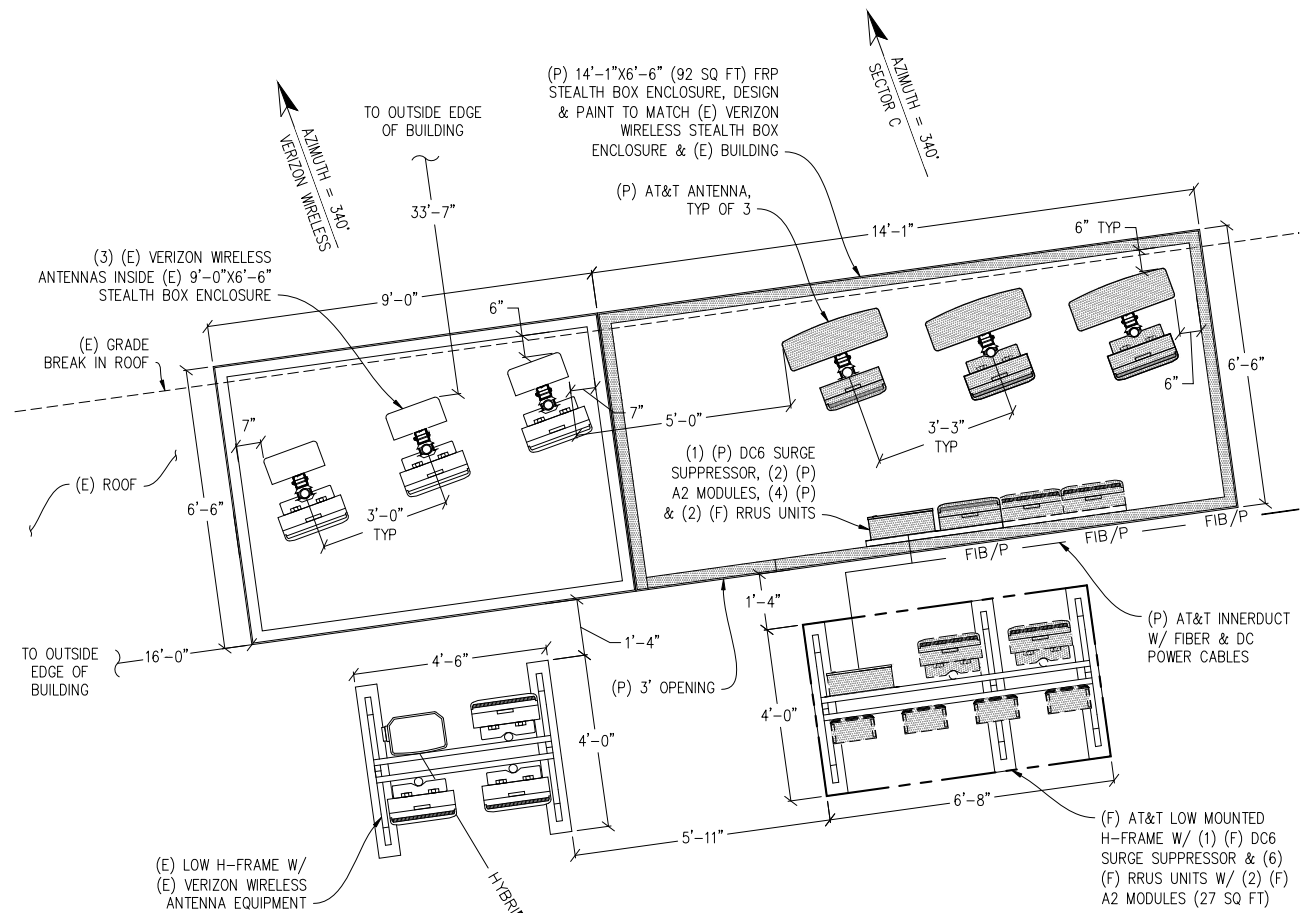 (P) 14'-1"X6'-6" (92 SQ FT) FRP
STEALTH BOX ENCLOSURE, DESIGN
& PAINT TO MATCH (E) VERIZON
WIRELESS STEALTH BOX
ENCLOSURE & (E) BUILDING
AZIMUTH = 340°
SECTOR C
TO OUTSIDE EDGE
OF BUILDING
AZIMUTH = 340°
VERIZON WIRELESS
33'-7"
(P) AT&T ANTENNA,
TYP OF 3
14'-1"
6" TYP
(3) (E) VERIZON WIRELESS
ANTENNAS INSIDE (E) 9'-0"X6'-6"
STEALTH BOX ENCLOSURE
9'-0"
6"
(E) GRADE
BREAK IN ROOF
6'-6"
6"
7"
7"
5'-0"
3'-3"
TYP
(E) ROOF
6'-6"
3'-0"
TYP
(1) (P) DC6 SURGE
SUPPRESSOR, (2) (P)
A2 MODULES, (4) (P)
& (2) (F) RRUS UNITS
FIB/P
FIB/P
FIB/P
1'-4"
(P) AT&T INNERDUCT
W/ FIBER & DC
POWER CABLES
TO OUTSIDE
EDGE OF
BUILDING
16'-0"
1'-4"
4'-6"
(P) 3' OPENING
4'-0"
4'-0"
6'-8"
5'-11"
(F) AT&T LOW MOUNTED
H-FRAME W/ (1) (F) DC6
SURGE SUPPRESSOR & (6)
(F) RRUS UNITS W/ (2) (F)
A2 MODULES (27 SQ FT)
(E) LOW H-FRAME W/
(E) VERIZON WIRELESS
ANTENNA EQUIPMENT